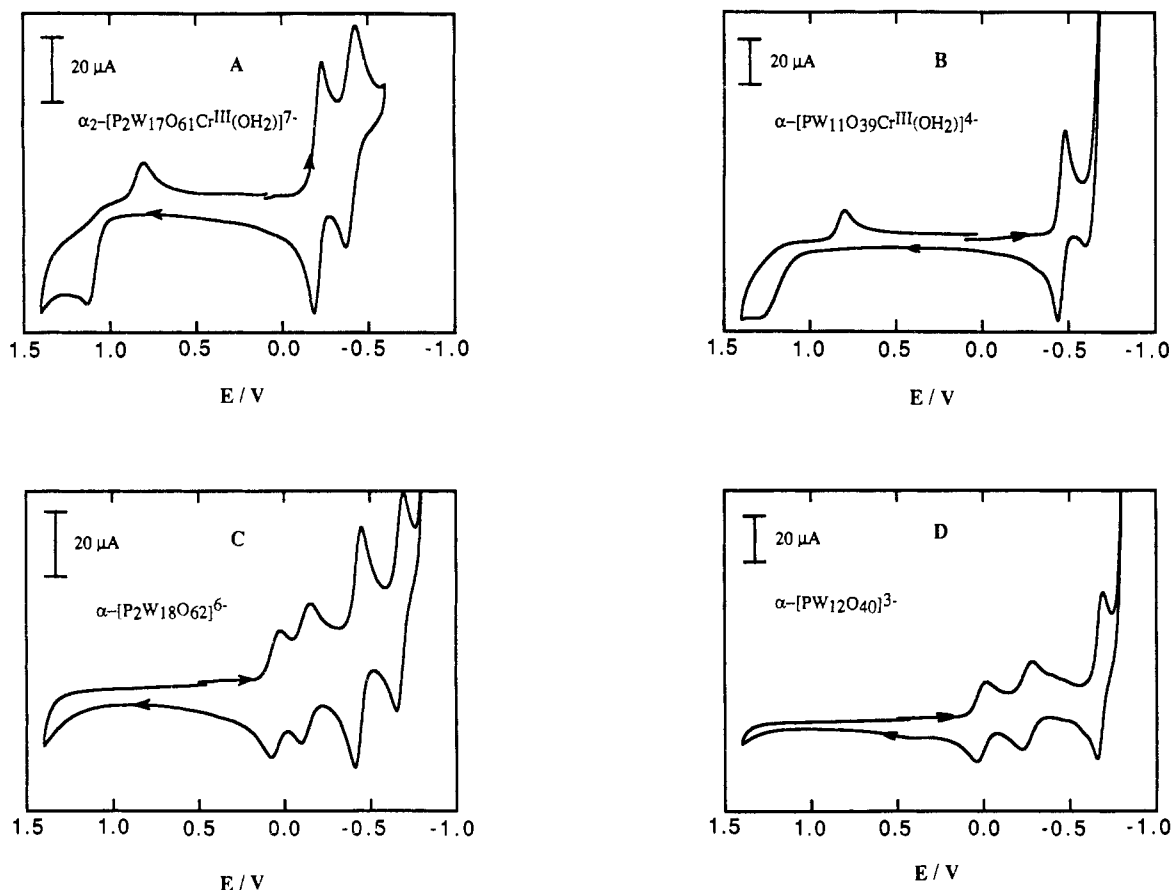 20 μA
A
α₂–[P₂W₁₇O₆₁Crᴵᴵᴵ(OH₂)]⁷⁻
1.5 1.0 0.5 0.0 -0.5 -1.0
E / V
20 μA
B
α–[PW₁₁O₃₉Crᴵᴵᴵ(OH₂)]⁴⁻
1.5 1.0 0.5 0.0 -0.5 -1.0
E / V
20 μA
C
α–[P₂W₁₈O₆₂]⁶⁻
1.5 1.0 0.5 0.0 -0.5 -1.0
E / V
20 μA
D
α–[PW₁₂O₄₀]³⁻
1.5 1.0 0.5 0.0 -0.5 -1.0
E / V